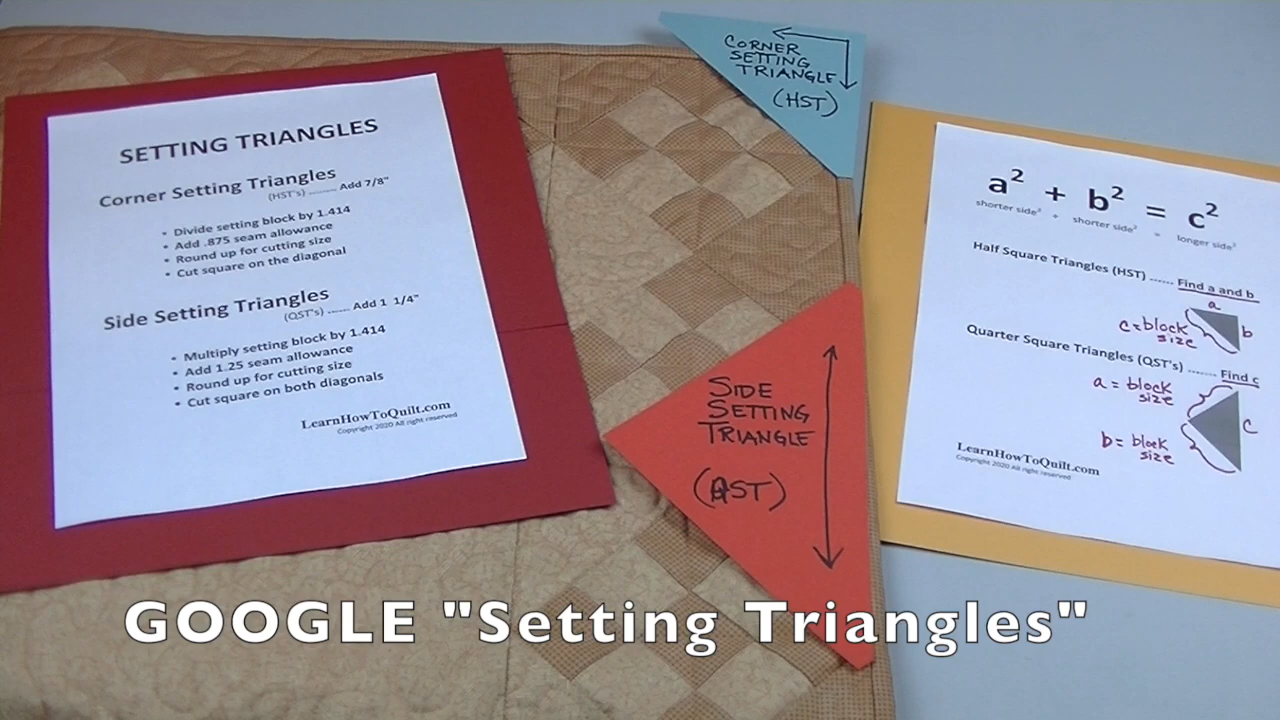 SETTING TRIANGLES
Corner Setting Triangles
(HST's) ........ Add 7/8"
• Divide setting block by 1.414
• Add .875 seam allowance
• Round up for cutting size
• Cut square on the diagonal
Side Setting Triangles
(QST's) ...... Add 1 1/4"
• Multiply setting block by 1.414
• Add 1.25 seam allowance
• Round up for cutting size
• Cut square on both diagonals
LearnHowToQuilt.com
Copyright 2020 All right reserved
CORNER
SETTING
TRIANGLE
(HST)
SIDE
SETTING
TRIANGLE
(QST)
a² + b² = c²
shorter side² + shorter side² = longer side²
Half Square Triangles (HST) ...... Find a and b
a
c=block
size
b
Quarter Square Triangles (QST's) ...... Find c
a = block
size
c
b = block
size
LearnHowToQuilt.com
Copyright 2020 All right reserved
GOOGLE "Setting Triangles"